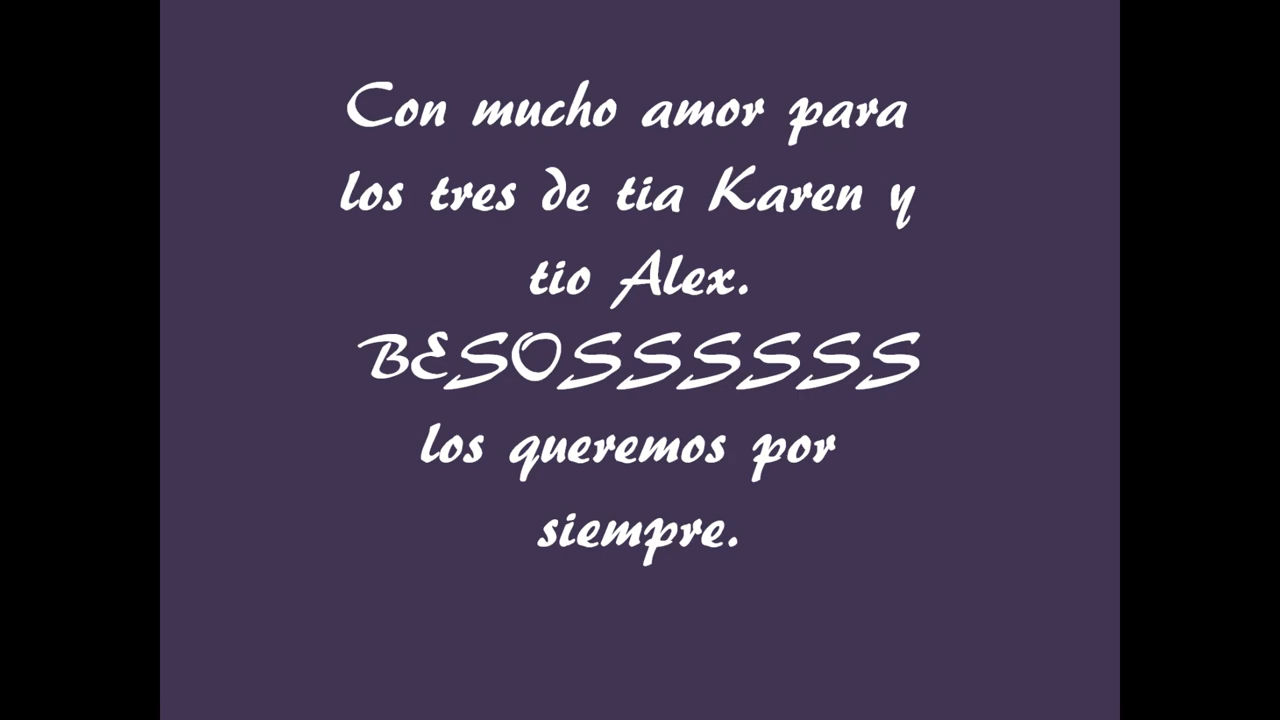 Con mucho amor para
los tres de tia Karen y
tio Alex.
BESOSSSSSS
los queremos por
siempre.